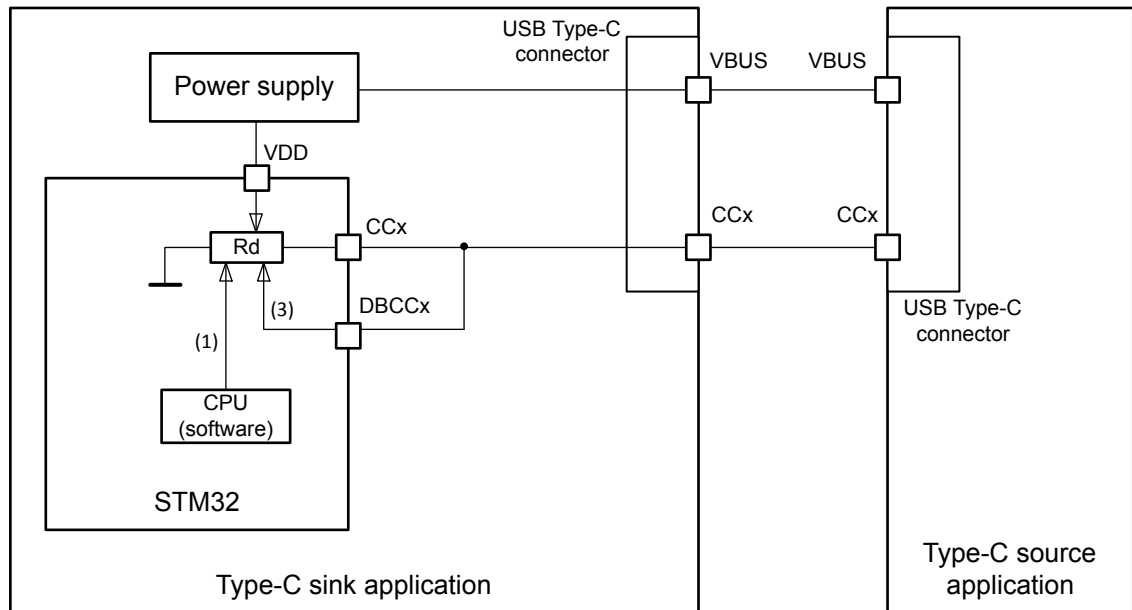 USB Type-C
connector
VBUS
VBUS
Power supply
VDD
CCx
CCx
CCx
Rd
(3)
DBCCx
USB Type-C
connector
(1)
CPU
(software)
STM32
Type-C sink application
Type-C source
application